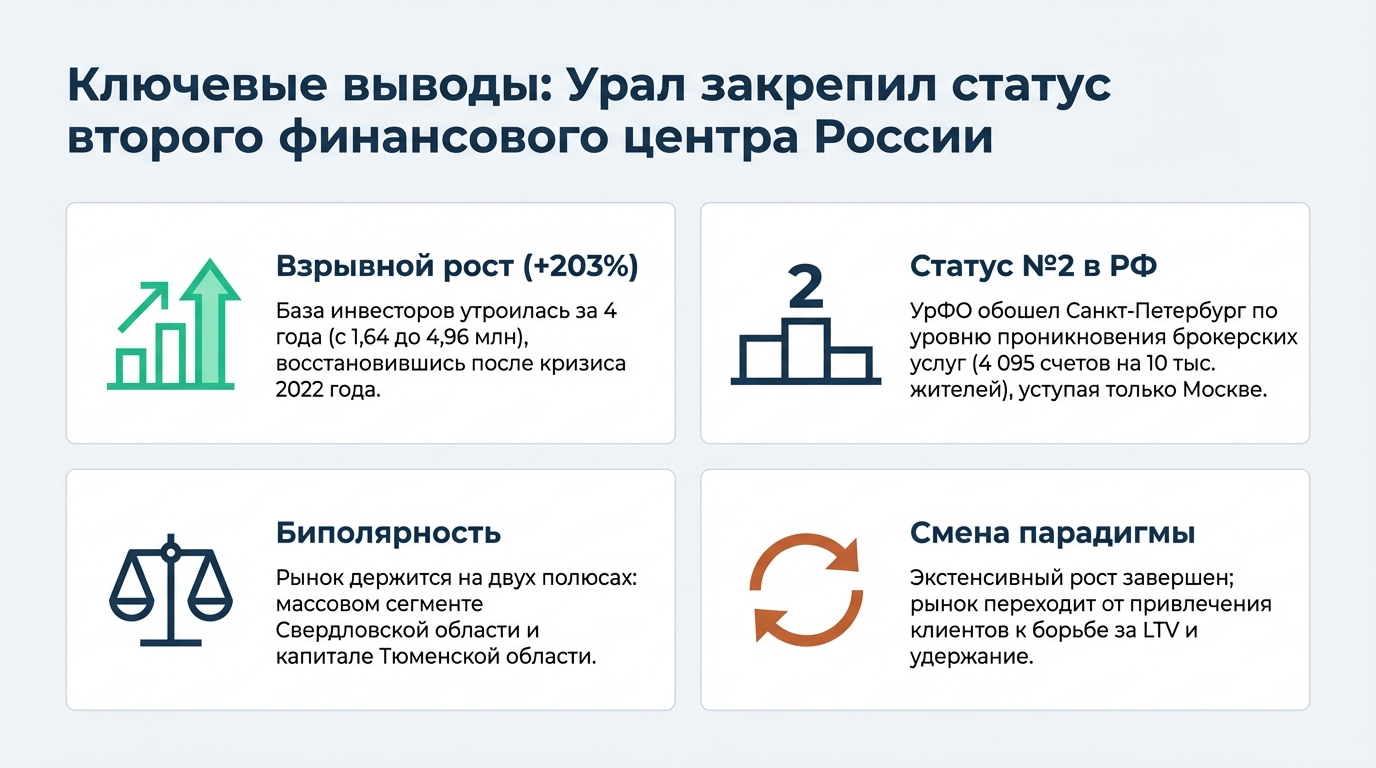 Ключевые выводы: Урал закрепил статус
второго финансового центра России
Взрывной рост (+203%)
База инвесторов утроилась за 4
года (с 1,64 до 4,96 млн),
восстановившись после кризиса
2022 года.
2
Статус №2 в РФ
УрФО обошел Санкт-Петербург по
уровню проникновения брокерских
услуг (4 095 счетов на 10 тыс.
жителей), уступая только Москве.
Биполярность
Рынок держится на двух полюсах:
массовом сегменте
Свердловской области и
капитале Тюменской области.
Смена парадигмы
Экстенсивный рост завершен;
рынок переходит от привлечения
клиентов к борьбе за LTV и
удержание.